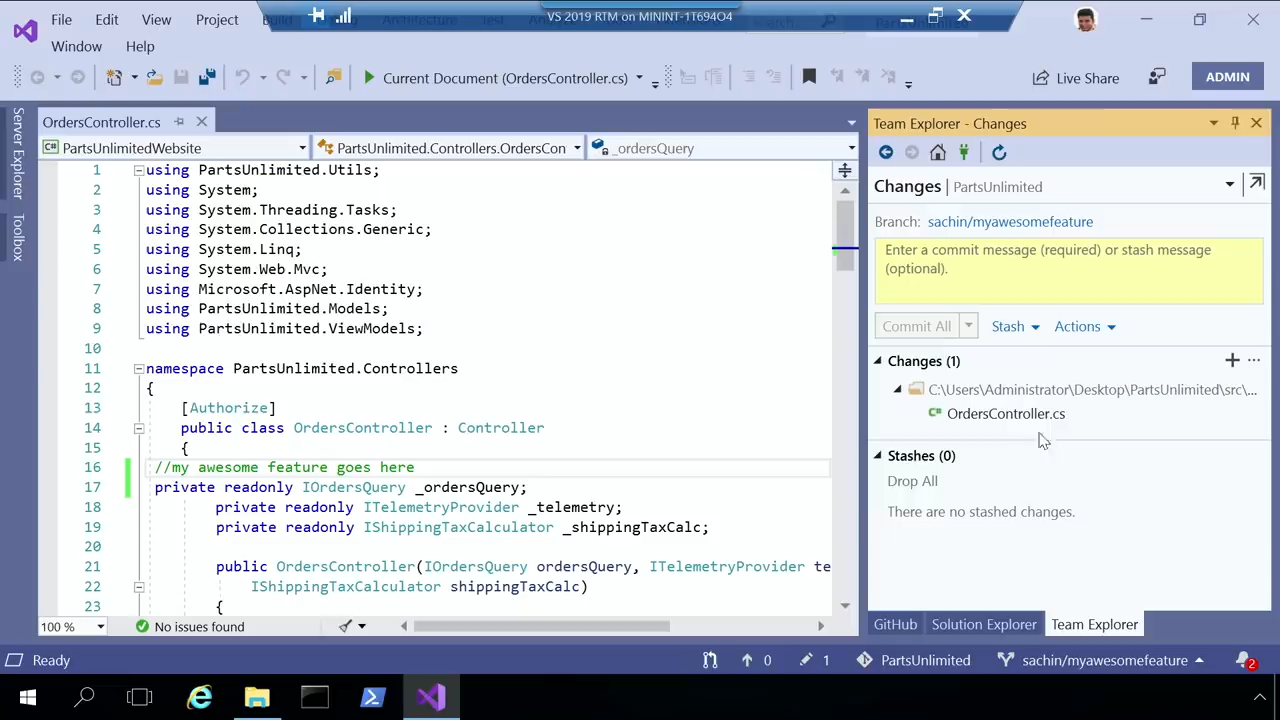 File Edit View Project
VS 2019 RTM on MININT-1T694O4
Window Help
Current Document (OrdersController.cs)
Live Share
ADMIN
Server Explorer
Toolbox
OrdersController.cs
PartsUnlimitedWebsite
PartsUnlimited.Controllers.OrdersCon
_ordersQuery
1 using PartsUnlimited.Utils;
2 using System;
3 using System.Threading.Tasks;
4 using System.Collections.Generic;
5 using System.Linq;
6 using System.Web.Mvc;
7 using Microsoft.AspNet.Identity;
8 using PartsUnlimited.Models;
9 using PartsUnlimited.ViewModels;
10
11 namespace PartsUnlimited.Controllers
12 {
13 [Authorize]
14 public class OrdersController : Controller
15 {
16 //my awesome feature goes here
17 private readonly IOrdersQuery _ordersQuery;
18 private readonly ITelemetryProvider _telemetry;
19 private readonly IShippingTaxCalculator _shippingTaxCalc;
20
21 public OrdersController(IOrdersQuery ordersQuery, ITelemetryProvider te
22 IShippingTaxCalculator shippingTaxCalc)
23 {
100 %
No issues found
Team Explorer - Changes
Changes | PartsUnlimited
Branch: sachin/myawesomefeature
Enter a commit message (required) or stash message
(optional).
Commit All Stash Actions
Changes (1)
C:\Users\Administrator\Desktop\PartsUnlimited\src\...
C# OrdersController.cs
Stashes (0)
Drop All
There are no stashed changes.
GitHub Solution Explorer Team Explorer
Ready
0 1 PartsUnlimited sachin/myawesomefeature 2